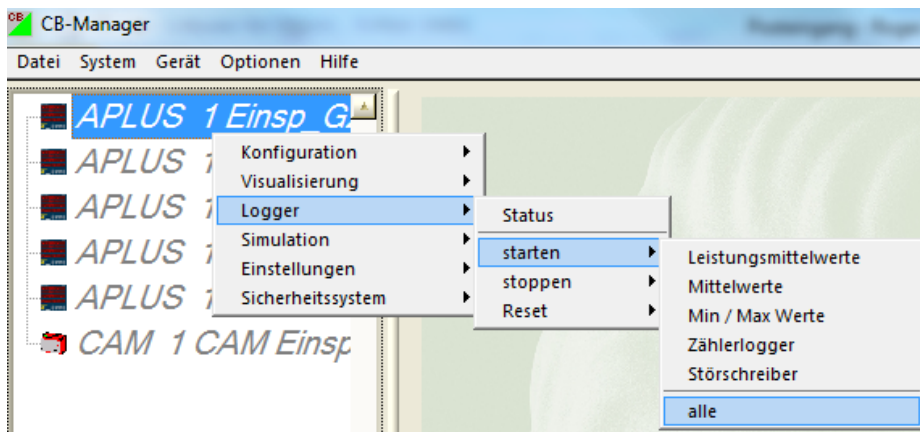 CB CB-Manager
Datei System Gerät Optionen Hilfe
APLUS 1 Einsp_G
APLUS 1
APLUS 1
APLUS 1
APLUS 1
CAM 1 CAM Einsp
Konfiguration
Visualisierung
Logger
Simulation
Einstellungen
Sicherheitssystem
Status
starten
stoppen
Reset
Leistungsmittelwerte
Mittelwerte
Min / Max Werte
Zählerlogger
Störschreiber
alle